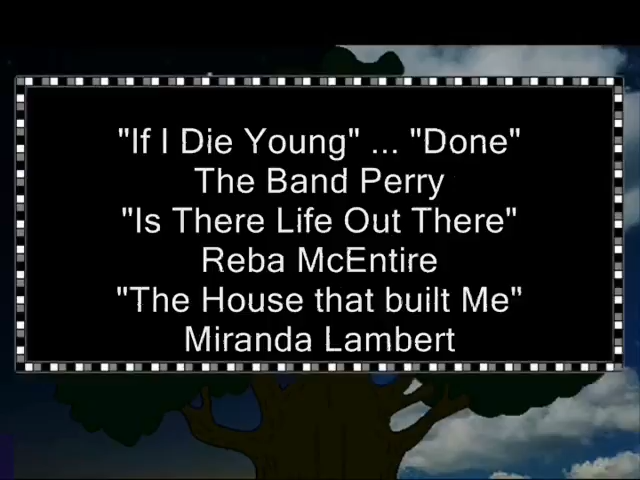 "If I Die Young" ... "Done"
The Band Perry
"Is There Life Out There"
Reba McEntire
"The House that built Me"
Miranda Lambert